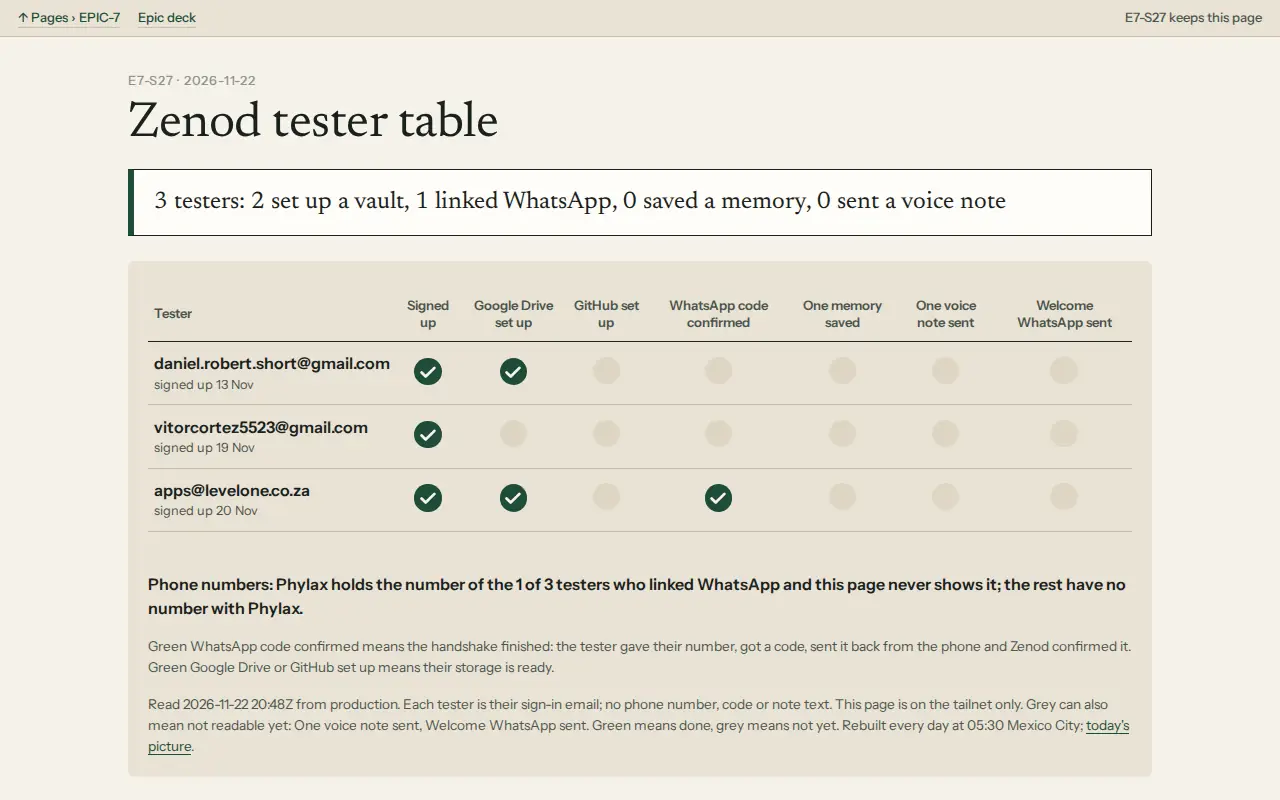 ↑ Pages › EPIC-7 Epic deck E7-S27 keeps this page
E7-S27 · 2026-11-22
Zenod tester table
3 testers: 2 set up a vault, 1 linked WhatsApp, 0 saved a memory, 0 sent a voice note
Tester Signed up Google Drive set up GitHub set up WhatsApp code confirmed One memory saved One voice note sent Welcome WhatsApp sent
daniel.robert.short@gmail.com
signed up 13 Nov
vitorcortez5523@gmail.com
signed up 19 Nov
apps@levelone.co.za
signed up 20 Nov
Phone numbers: Phylax holds the number of the 1 of 3 testers who linked WhatsApp and this page never shows it; the rest have no
number with Phylax.
Green WhatsApp code confirmed means the handshake finished: the tester gave their number, got a code, sent it back from the phone and Zenod confirmed it.
Green Google Drive or GitHub set up means their storage is ready.
Read 2026-11-22 20:48Z from production. Each tester is their sign-in email; no phone number, code or note text. This page is on the tailnet only. Grey can also
mean not readable yet: One voice note sent, Welcome WhatsApp sent. Green means done, grey means not yet. Rebuilt every day at 05:30 Mexico City; today's
picture.